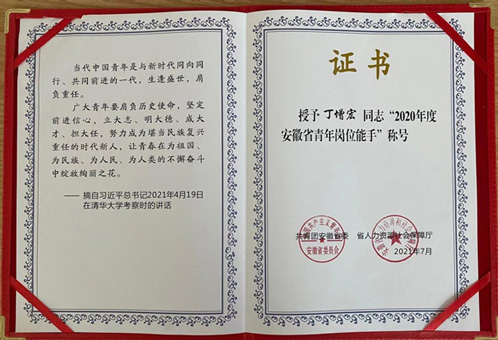 当代中国青年是与新时代同向同
行、共同前进的一代，生逢盛世，肩
负重任。
广大青年要肩负历史使命，坚定
前进信心，立大志、明大德、成大
才、担大任，努力成为堪当民族复兴
重任的时代新人，让青春在为祖国、
为民族、为人民、为人类的不懈奋斗
中绽放绚丽之花。
——摘自习近平总书记2021年4月19日
在清华大学考察时的讲话
证书
授予丁增宏同志“2020年度
安徽省青年岗位能手”称号
共青团安徽省委 省人力资源社会保障厅
2021年7月
安徽省委员会